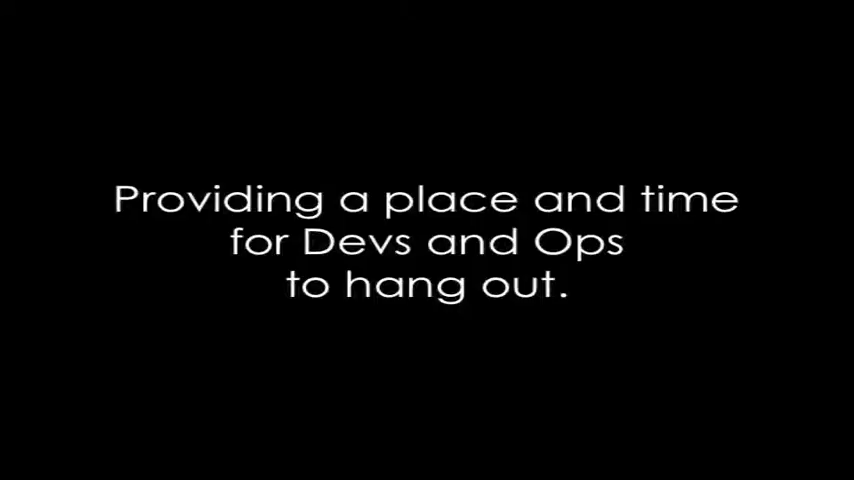 Providing a place and time
for Devs and Ops
to hang out.